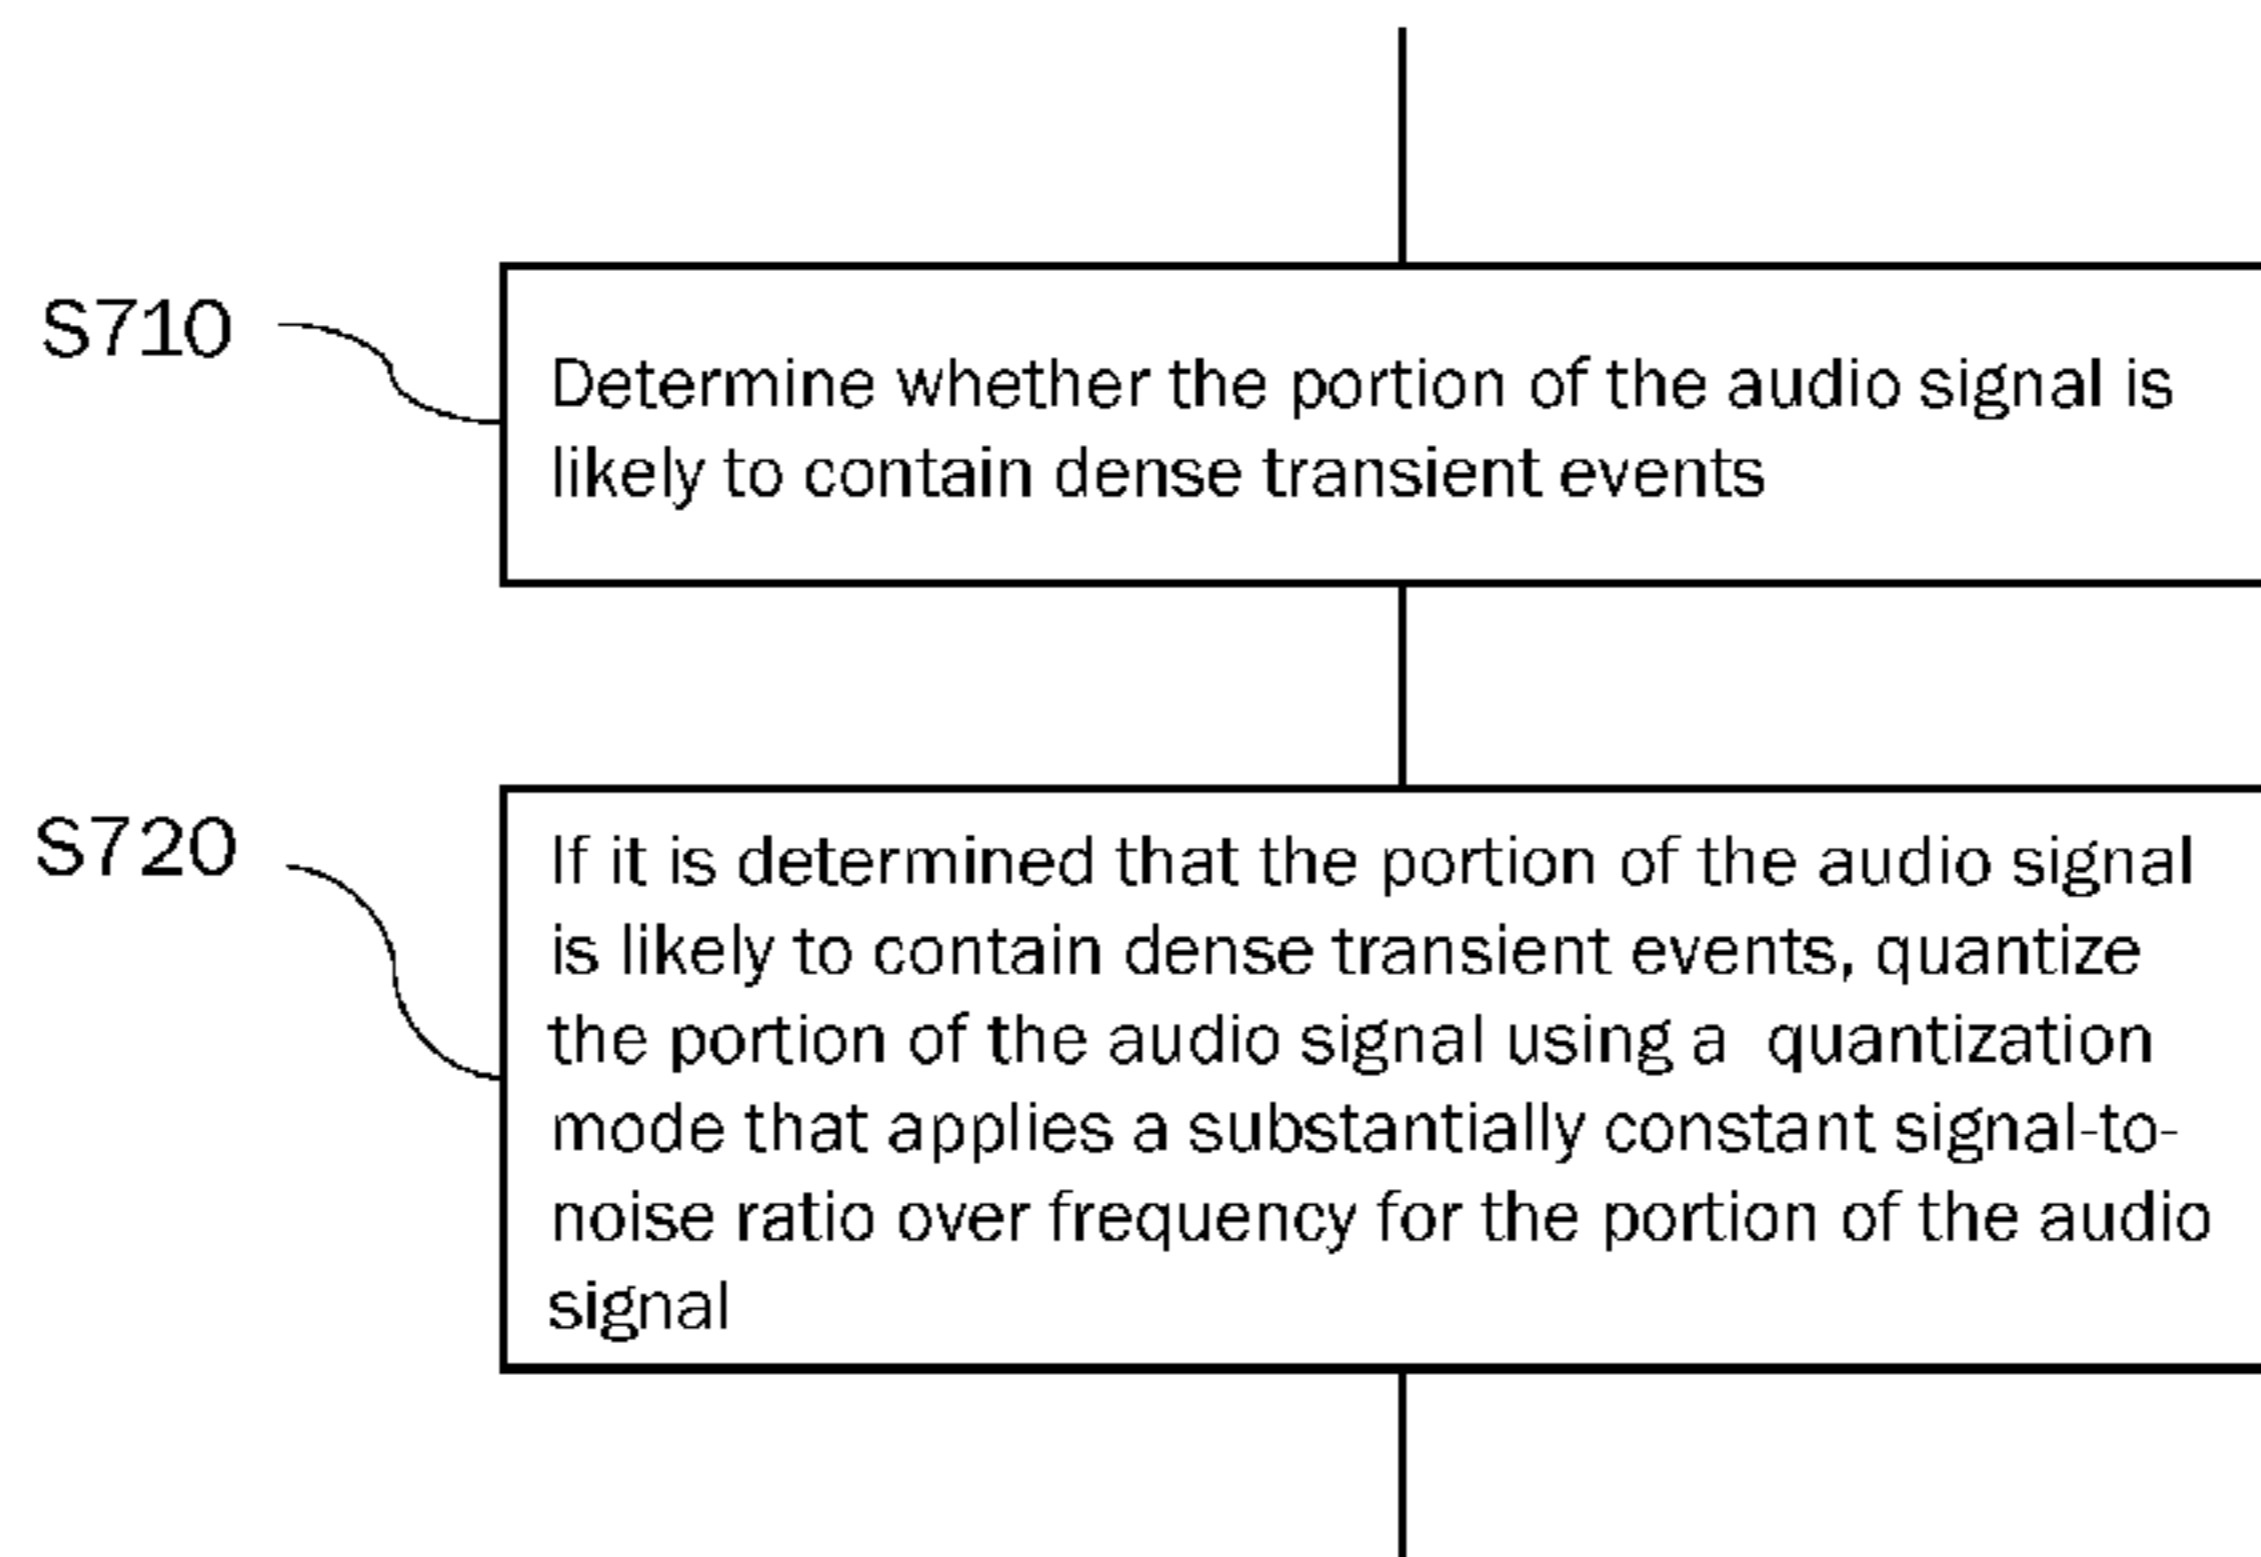 S710
Determine whether the portion of the audio signal is
likely to contain dense transient events
S720
If it is determined that the portion of the audio signal
is likely to contain dense transient events, quantize
the portion of the audio signal using a  quantization
mode that applies a substantially constant signal-to-
noise ratio over frequency for the portion of the audio
signal